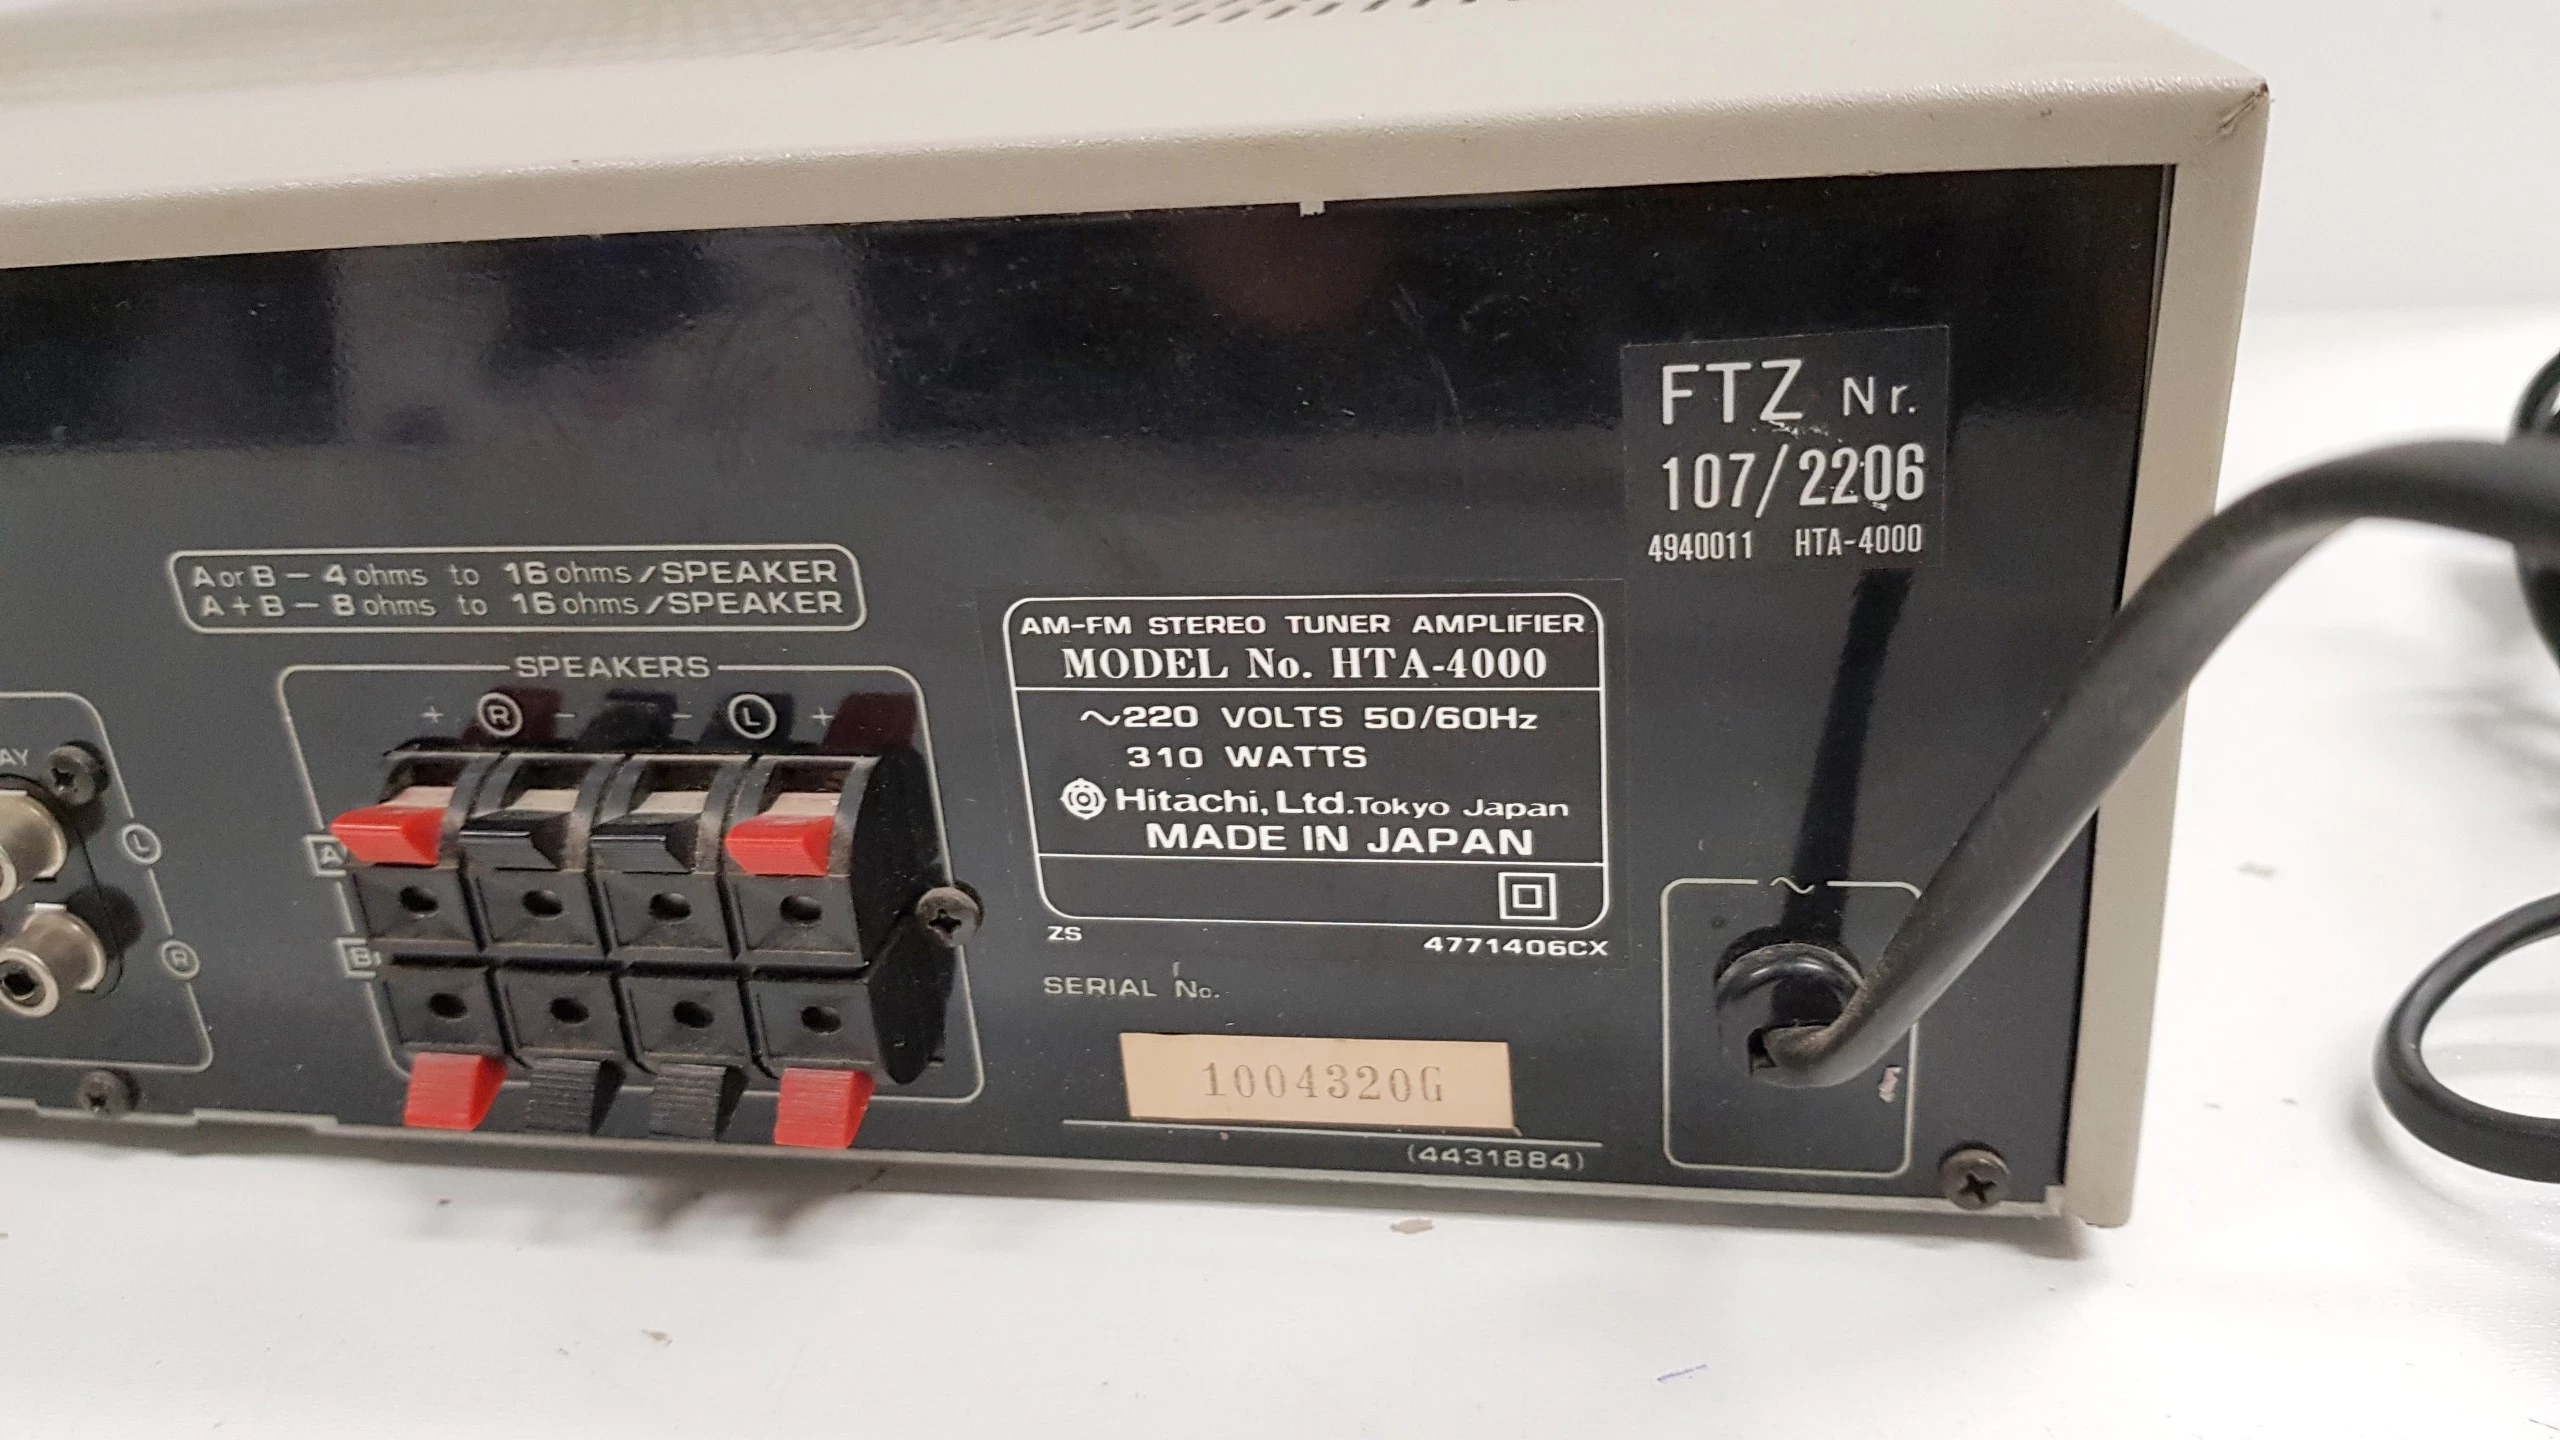 FTZ Nr.
107/2206
4940011 HTA-4000
A or B - 4 ohms to 16 ohms/SPEAKER
A + B - 8 ohms to 16 ohms/SPEAKER
SPEAKERS
+ R - - L +
A
B
AY
L
R
AM-FM STEREO TUNER AMPLIFIER
MODEL No. HTA-4000
~220 VOLTS 50/60Hz
310 WATTS
Hitachi, Ltd. Tokyo Japan
MADE IN JAPAN
ZS 4771406CX
SERIAL No.
1004320G
(4431884)
~